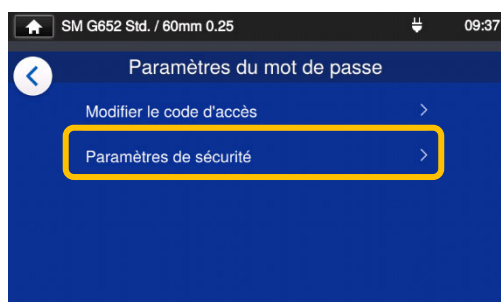 SM G652 Std. / 60mm 0.25 09:37
Paramètres du mot de passe
Modifier le code d'accès
Paramètres de sécurité